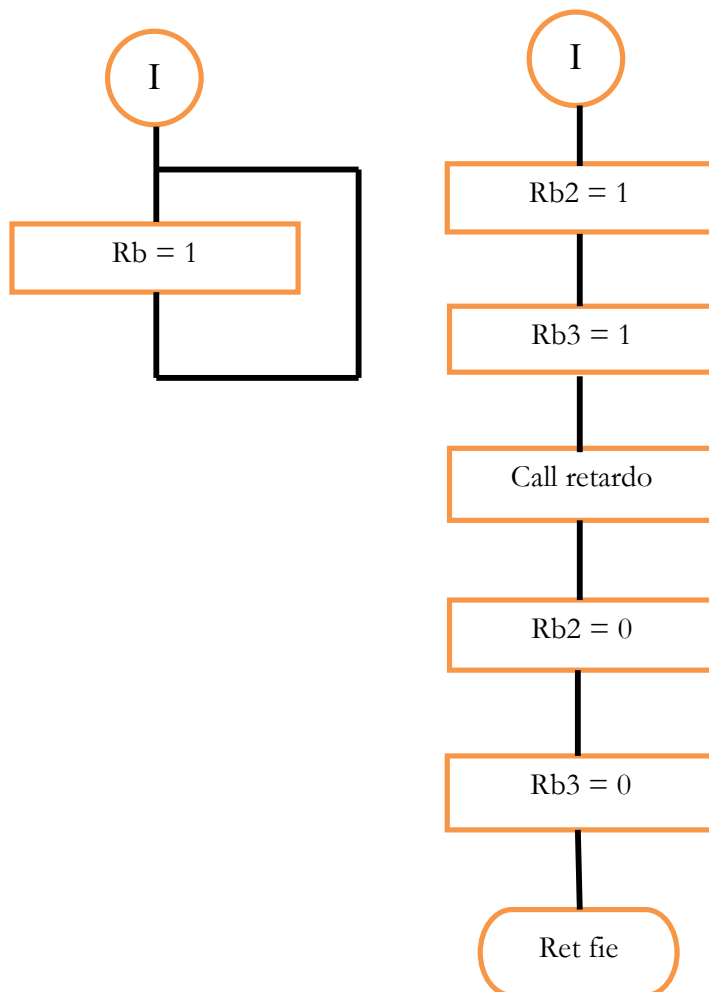 I
Rb = 1
I
Rb2 = 1
Rb3 = 1
Call retardo
Rb2 = 0
Rb3 = 0
Ret fie